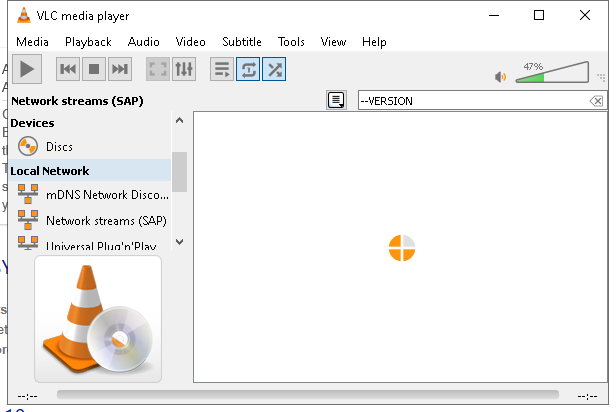 VLC media player
Media Playback Audio Video Subtitle Tools View Help
47%
Network streams (SAP)
--VERSION
Devices
Discs
Local Network
mDNS Network Disco...
Network streams (SAP)
Universal Plug'n'Play
--:-- --:--